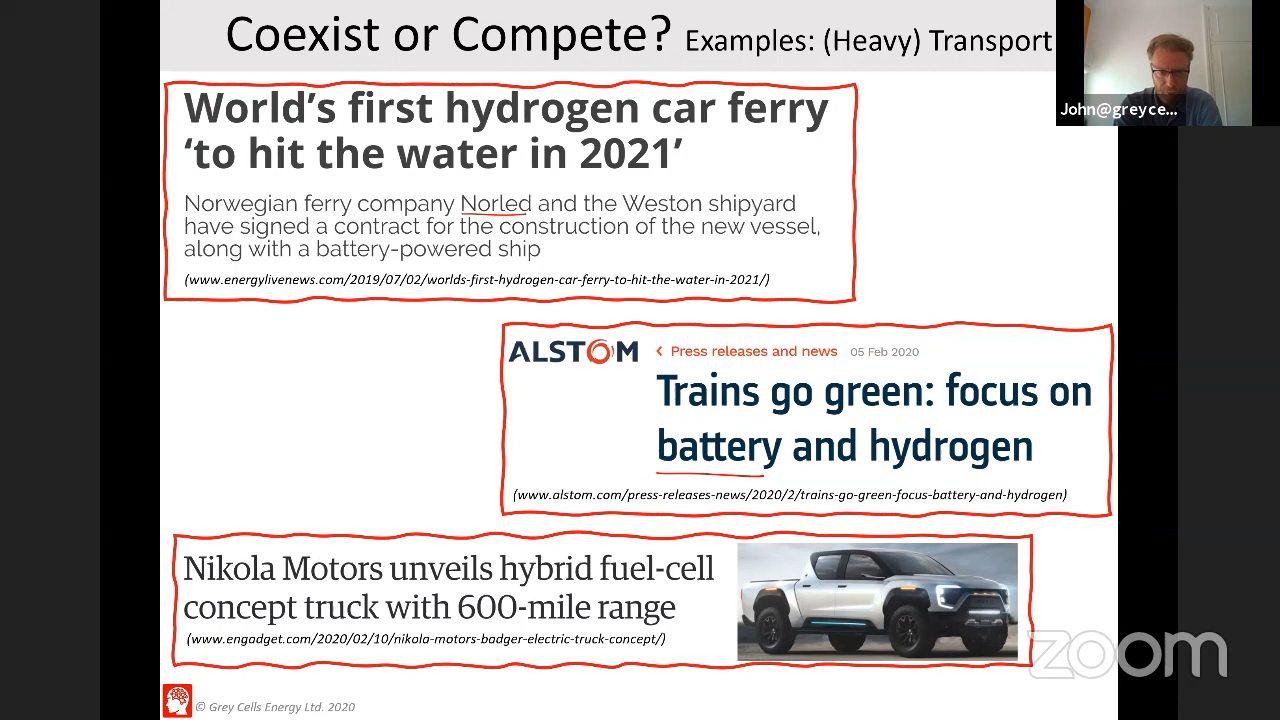 Coexist or Compete? Examples: (Heavy) Transport
John@greyce...
World's first hydrogen car ferry
‘to hit the water in 2021’
Norwegian ferry company Norled and the Weston shipyard
have signed a contract for the construction of the new vessel,
along with a battery-powered ship
(www.energylivenews.com/2019/07/02/worlds-first-hydrogen-car-ferry-to-hit-the-water-in-2021/)
ALSTOM
< Press releases and news 05 Feb 2020
Trains go green: focus on
battery and hydrogen
(www.alstom.com/press-releases-news/2020/2/trains-go-green-focus-battery-and-hydrogen)
Nikola Motors unveils hybrid fuel-cell
concept truck with 600-mile range
(www.engadget.com/2020/02/10/nikola-motors-badger-electric-truck-concept/)
zoom
© Grey Cells Energy Ltd. 2020